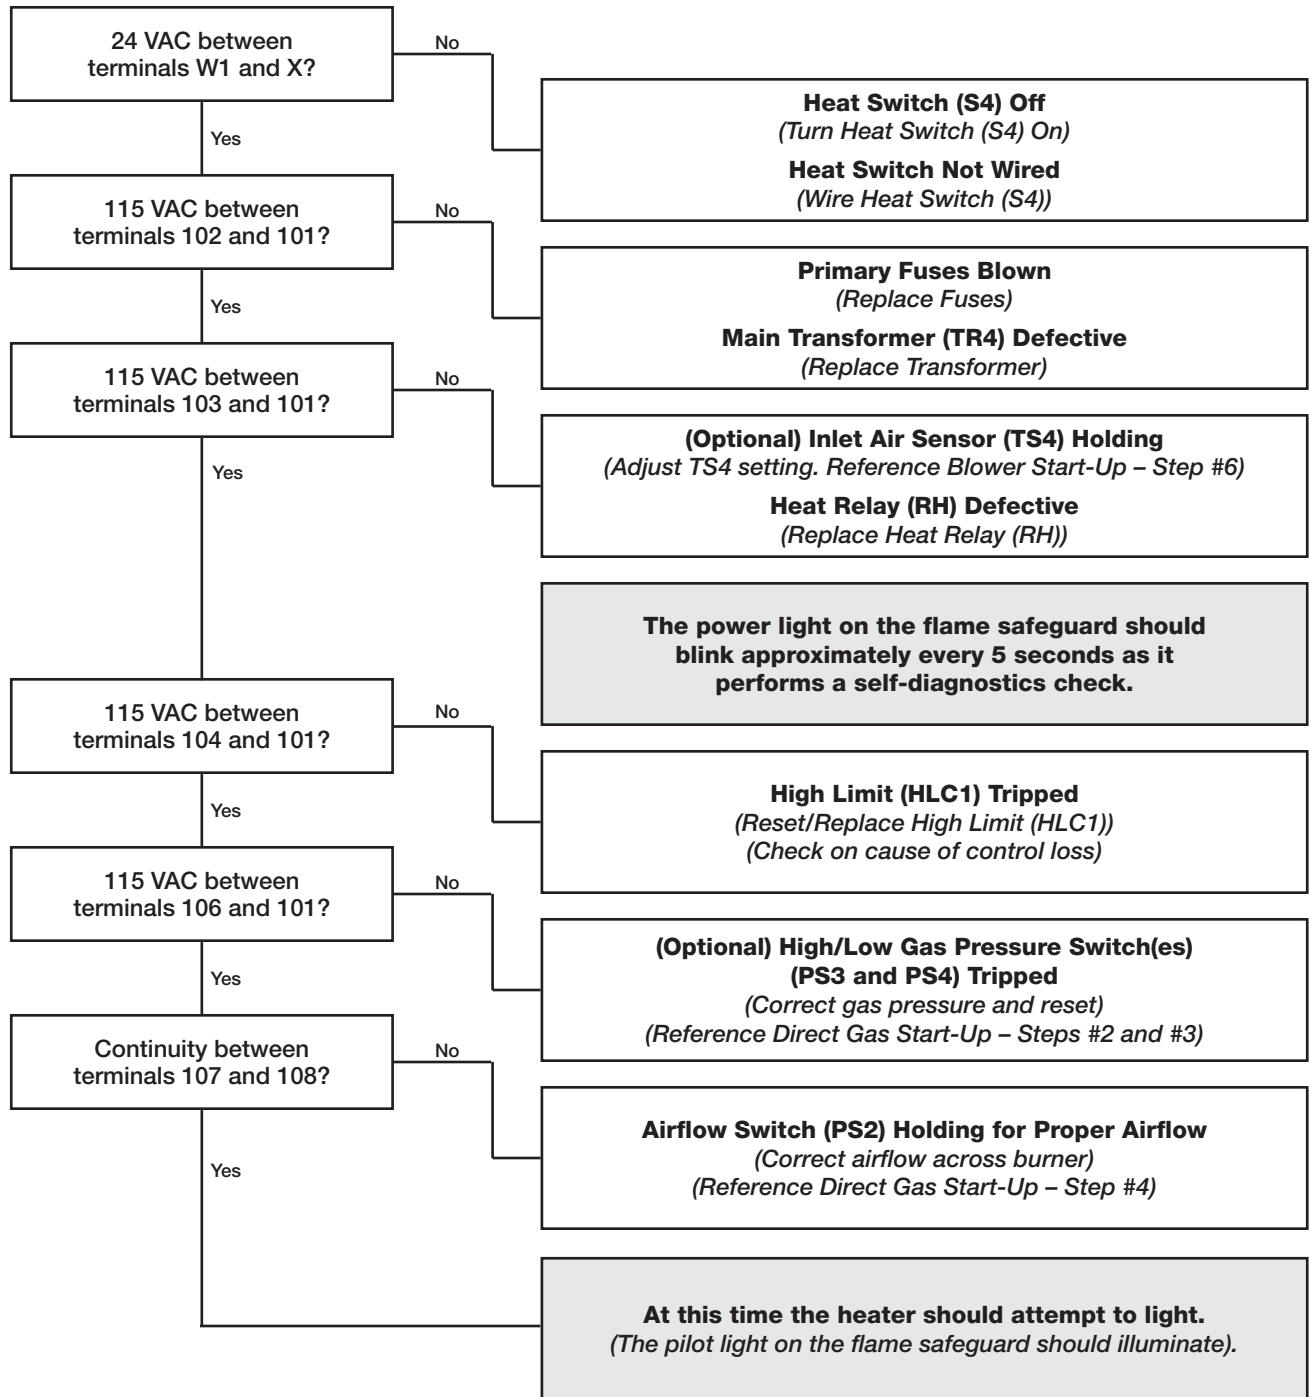 24 VAC between
terminals W1 and X?
No
Yes
Heat Switch (S4) Off
(Turn Heat Switch (S4) On)
Heat Switch Not Wired
(Wire Heat Switch (S4))
115 VAC between
terminals 102 and 101?
No
Yes
Primary Fuses Blown
(Replace Fuses)
Main Transformer (TR4) Defective
(Replace Transformer)
115 VAC between
terminals 103 and 101?
No
Yes
(Optional) Inlet Air Sensor (TS4) Holding
(Adjust TS4 setting. Reference Blower Start-Up – Step #6)
Heat Relay (RH) Defective
(Replace Heat Relay (RH))
The power light on the flame safeguard should
blink approximately every 5 seconds as it
performs a self-diagnostics check.
115 VAC between
terminals 104 and 101?
No
Yes
High Limit (HLC1) Tripped
(Reset/Replace High Limit (HLC1))
(Check on cause of control loss)
115 VAC between
terminals 106 and 101?
No
Yes
(Optional) High/Low Gas Pressure Switch(es)
(PS3 and PS4) Tripped
(Correct gas pressure and reset)
(Reference Direct Gas Start-Up – Steps #2 and #3)
Continuity between
terminals 107 and 108?
No
Yes
Airflow Switch (PS2) Holding for Proper Airflow
(Correct airflow across burner)
(Reference Direct Gas Start-Up – Step #4)
At this time the heater should attempt to light.
(The pilot light on the flame safeguard should illuminate).